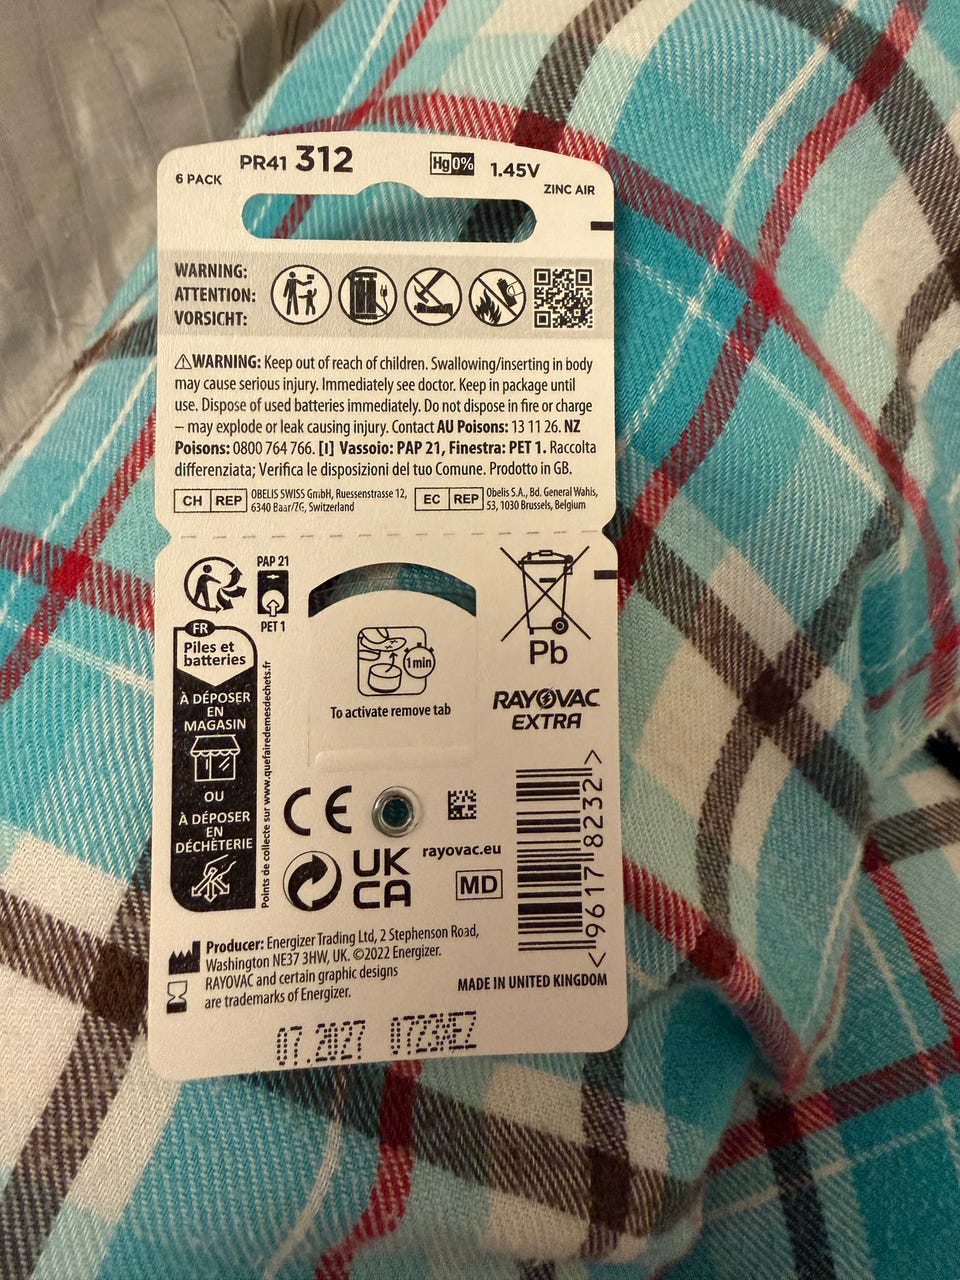 PR41 312
Hg 0%
1.45V
6 PACK
ZINC AIR
WARNING:
ATTENTION:
VORSICHT:
⚠WARNING: Keep out of reach of children. Swallowing/inserting in body
may cause serious injury. Immediately see doctor. Keep in package until
use. Dispose of used batteries immediately. Do not dispose in fire or charge
– may explode or leak causing injury. Contact AU Poisons: 13 11 26. NZ
Poisons: 0800 764 766. [I] Vassoio: PAP 21, Finestra: PET 1. Raccolta
differenziata; Verifica le disposizioni del tuo Comune. Prodotto in GB.
CH REP
OBELIS SWISS GmbH, Ruessenstrasse 12,
6340 Baar/ZG, Switzerland
EC REP
Obelis S.A., Bd. General Wahis,
53, 1030 Brussels, Belgium
PAP 21
PET 1
FR
Piles et
batteries
À DÉPOSER
EN
MAGASIN
OU
À DÉPOSER
EN
DÉCHÈTERIE
Points de collecte sur www.quefairedemesdechets.fr
1 min
To activate remove tab
Pb
RAYOVAC
EXTRA
CE
UK
CA
rayovac.eu
MD
<9617 8232>
Producer: Energizer Trading Ltd, 2 Stephenson Road,
Washington NE37 3HW, UK. ©2022 Energizer.
RAYOVAC and certain graphic designs
are trademarks of Energizer.
MADE IN UNITED KINGDOM
07.2027